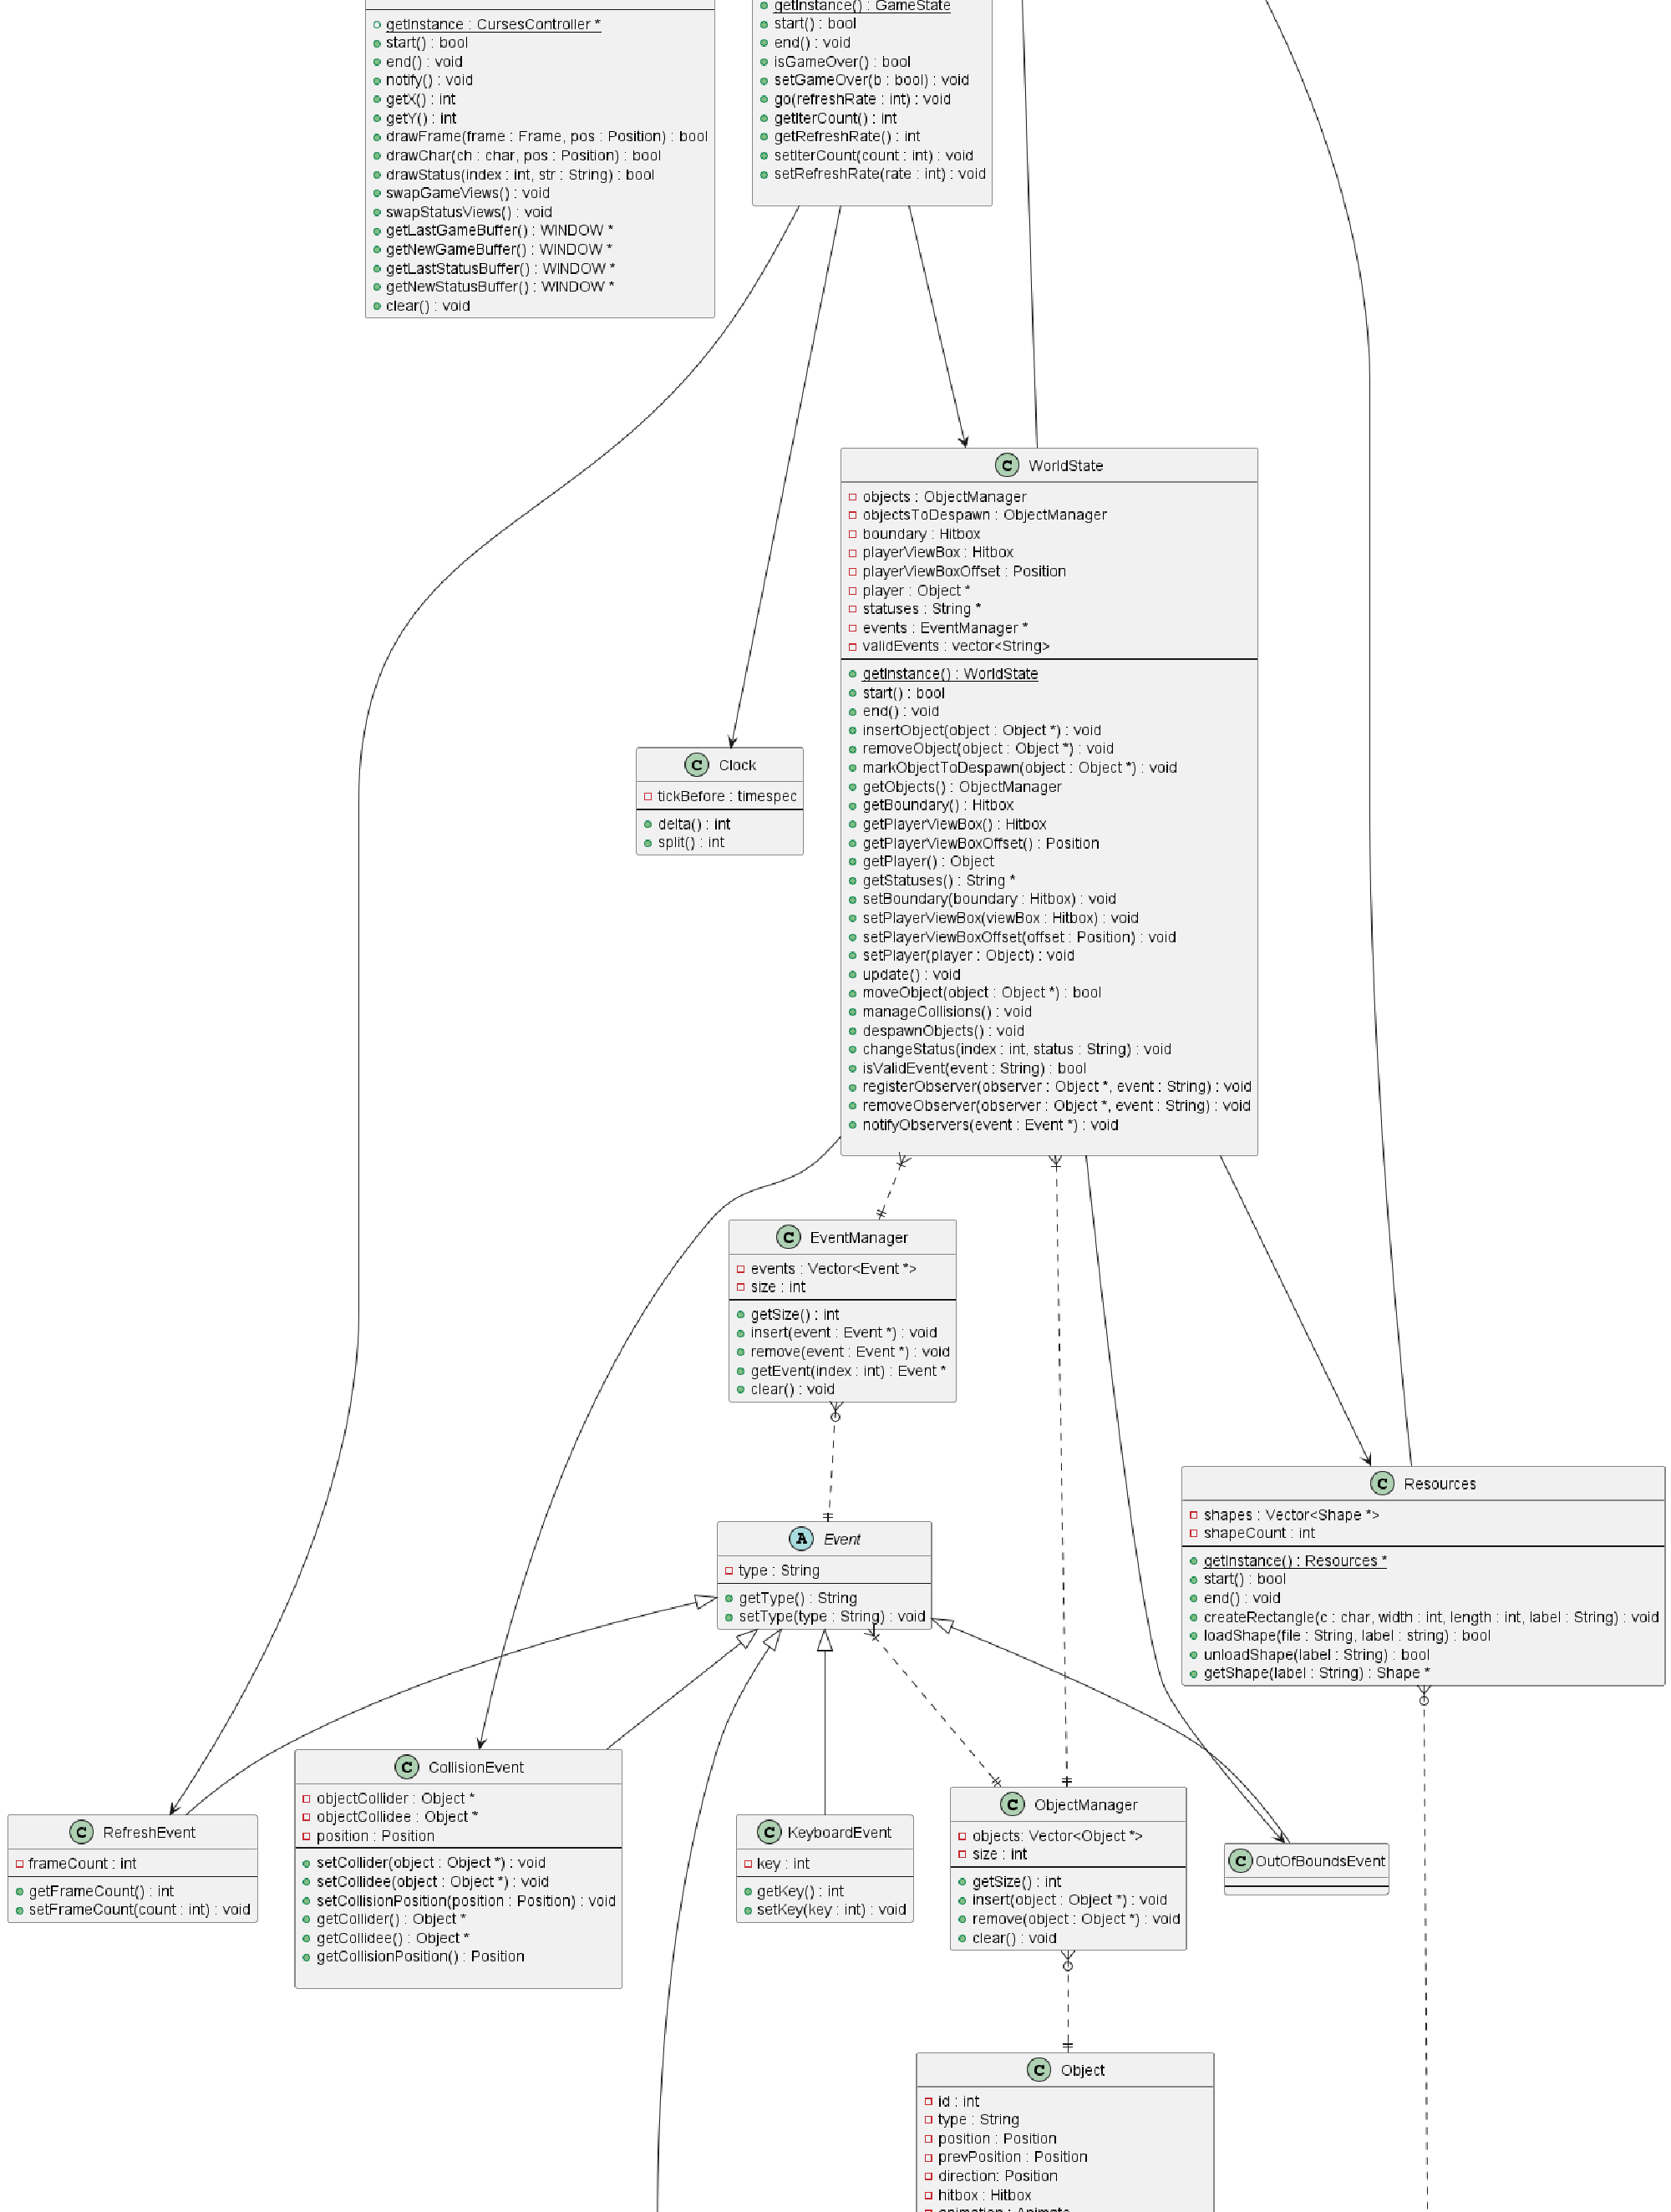 getInstance : CursesController *
start() : bool
end() : void
notify() : void
getX() : int
getY() : int
drawFrame(frame : Frame, pos : Position) : bool
drawChar(ch : char, pos : Position) : bool
drawStatus(index : int, str : String) : bool
swapGameViews() : void
swapStatusViews() : void
getLastGameBuffer() : WINDOW *
getNewGameBuffer() : WINDOW *
getLastStatusBuffer() : WINDOW *
getNewStatusBuffer() : WINDOW *
clear() : void
getInstance() : GameState
start() : bool
end() : void
isGameOver() : bool
setGameOver(b : bool) : void
go(refreshRate : int) : void
getIterCount() : int
getRefreshRate() : int
setIterCount(count : int) : void
setRefreshRate(rate : int) : void
C WorldState
objects : ObjectManager
objectsToDespawn : ObjectManager
boundary : Hitbox
playerViewBox : Hitbox
playerViewBoxOffset : Position
player : Object *
statuses : String *
events : EventManager *
validEvents : vector<String>
getInstance() : WorldState
start() : bool
end() : void
insertObject(object : Object *) : void
removeObject(object : Object *) : void
markObjectToDespawn(object : Object *) : void
getObjects() : ObjectManager
getBoundary() : Hitbox
getPlayerViewBox() : Hitbox
getPlayerViewBoxOffset() : Position
getPlayer() : Object
getStatuses() : String *
setBoundary(boundary : Hitbox) : void
setPlayerViewBox(viewBox : Hitbox) : void
setPlayerViewBoxOffset(offset : Position) : void
setPlayer(player : Object) : void
update() : void
moveObject(object : Object *) : bool
manageCollisions() : void
despawnObjects() : void
changeStatus(index : int, status : String) : void
isValidEvent(event : String) : bool
registerObserver(observer : Object *, event : String) : void
removeObserver(observer : Object *, event : String) : void
notifyObservers(event : Event *) : void
C Clock
tickBefore : timespec
delta() : int
split() : int
C EventManager
events : Vector<Event *>
size : int
getSize() : int
insert(event : Event *) : void
remove(event : Event *) : void
getEvent(index : int) : Event *
clear() : void
C Resources
shapes : Vector<Shape *>
shapeCount : int
getInstance() : Resources *
start() : bool
end() : void
createRectangle(c : char, width : int, length : int, label : String) : void
loadShape(file : String, label : string) : bool
unloadShape(label : String) : bool
getShape(label : String) : Shape *
A Event
type : String
getType() : String
setType(type : String) : void
C RefreshEvent
frameCount : int
getFrameCount() : int
setFrameCount(count : int) : void
C CollisionEvent
objectCollider : Object *
objectCollidee : Object *
position : Position
setCollider(object : Object *) : void
setCollidee(object : Object *) : void
setCollisionPosition(position : Position) : void
getCollider() : Object *
getCollidee() : Object *
getCollisionPosition() : Position
C KeyboardEvent
key : int
getKey() : int
setKey(key : int) : void
C ObjectManager
objects: Vector<Object *>
size : int
getSize() : int
insert(object : Object *) : void
remove(object : Object *) : void
clear() : void
C OutOfBoundsEvent
C Object
id : int
type : String
position : Position
prevPosition : Position
direction: Position
hitbox : Hitbox